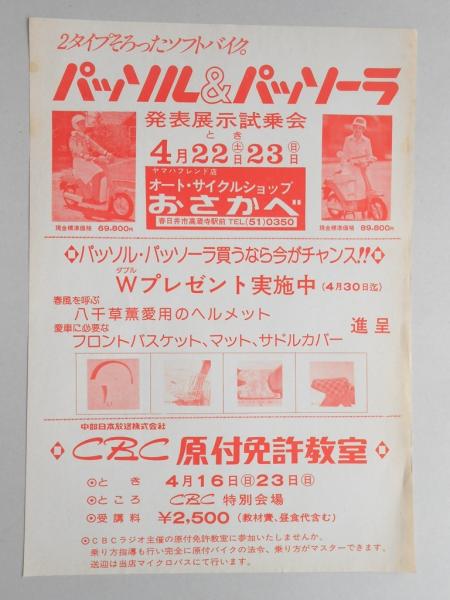 2タイプそろったソフトバイク。
パッソル&パッソーラ
発表展示試乗会
とき
4月22土日23日日
ヤマハフレンド店
オート・サイクルショップ
おさかべ
春日井市高蔵寺駅前 TEL(51)0350
現金標準価格 69,800円
現金標準価格 89,800円
パッソル・パッソーラ買うなら今がチャンス!!
ダブル
Wプレゼント実施中(4月30日迄)
春風を呼ぶ
八千草薫愛用のヘルメット
愛車に必要な
フロントバスケット、マット、サドルカバー
進呈
中部日本放送株式会社
CBC 原付免許教室
◎とき 4月16日日23日日
◎ところ CBC 特別会場
◎受講料 ¥2,500(教材費、昼食代含む)
◎CBCラジオ主催の原付免許教室に参加いたしませんか。
乗り方指導も行い完全に原付バイクの法令、乗り方がマスターできます。
送迎は当店マイクロバスにて行います。